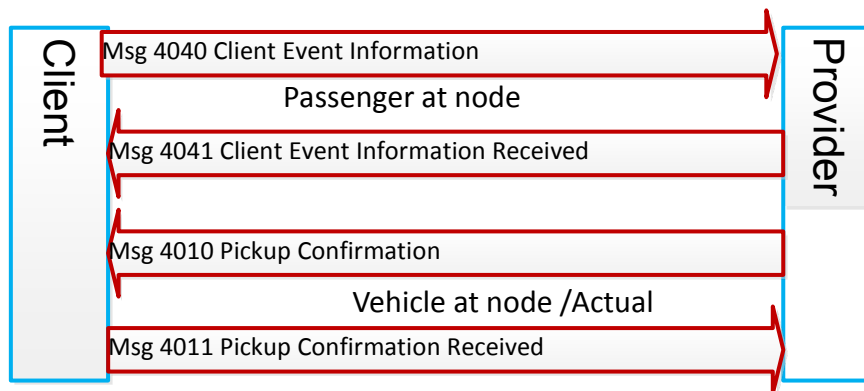 Client
Provider
Msg 4040 Client Event Information
Passenger at node
Msg 4041 Client Event Information Received
Msg 4010 Pickup Confirmation
Vehicle at node /Actual
Msg 4011 Pickup Confirmation Received